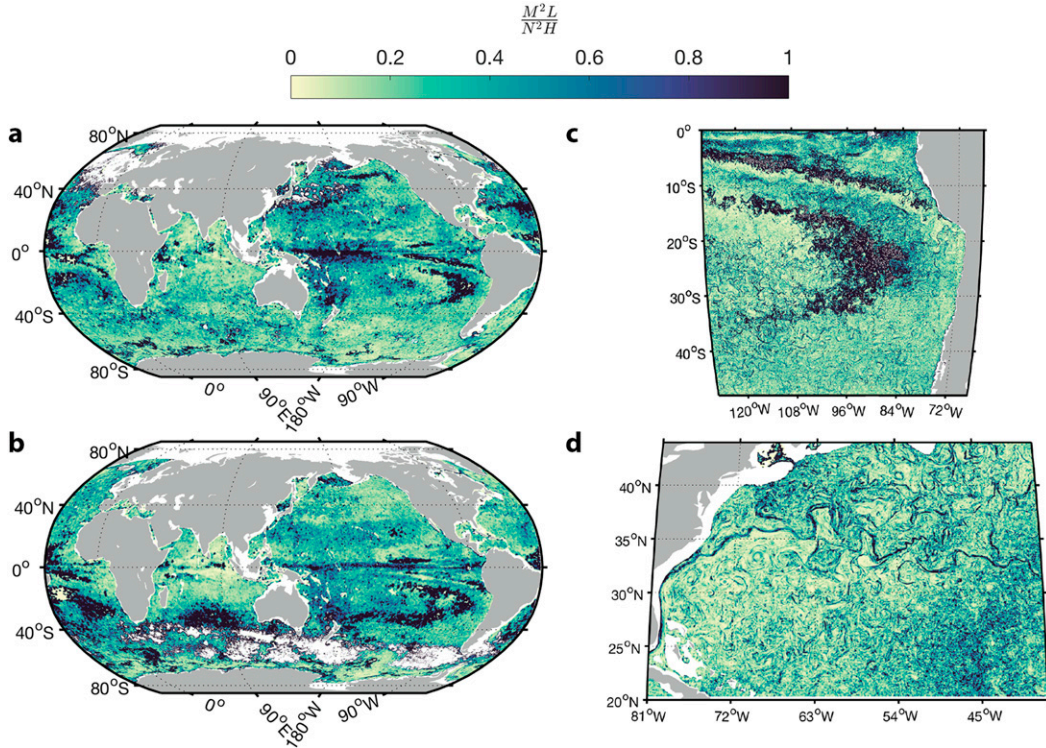 M²L
N²H
0 0.2 0.4 0.6 0.8 1
a
80°N
40°N
0°
40°S
80°S
0°
90°E
180°W
90°W
c
0°
10°S
20°S
30°S
40°S
120°W 108°W 96°W 84°W 72°W
b
80°N
40°N
0°
40°S
80°S
0°
90°E
180°W
90°W
d
40°N
35°N
30°N
25°N
20°N
81°W 72°W 63°W 54°W 45°W